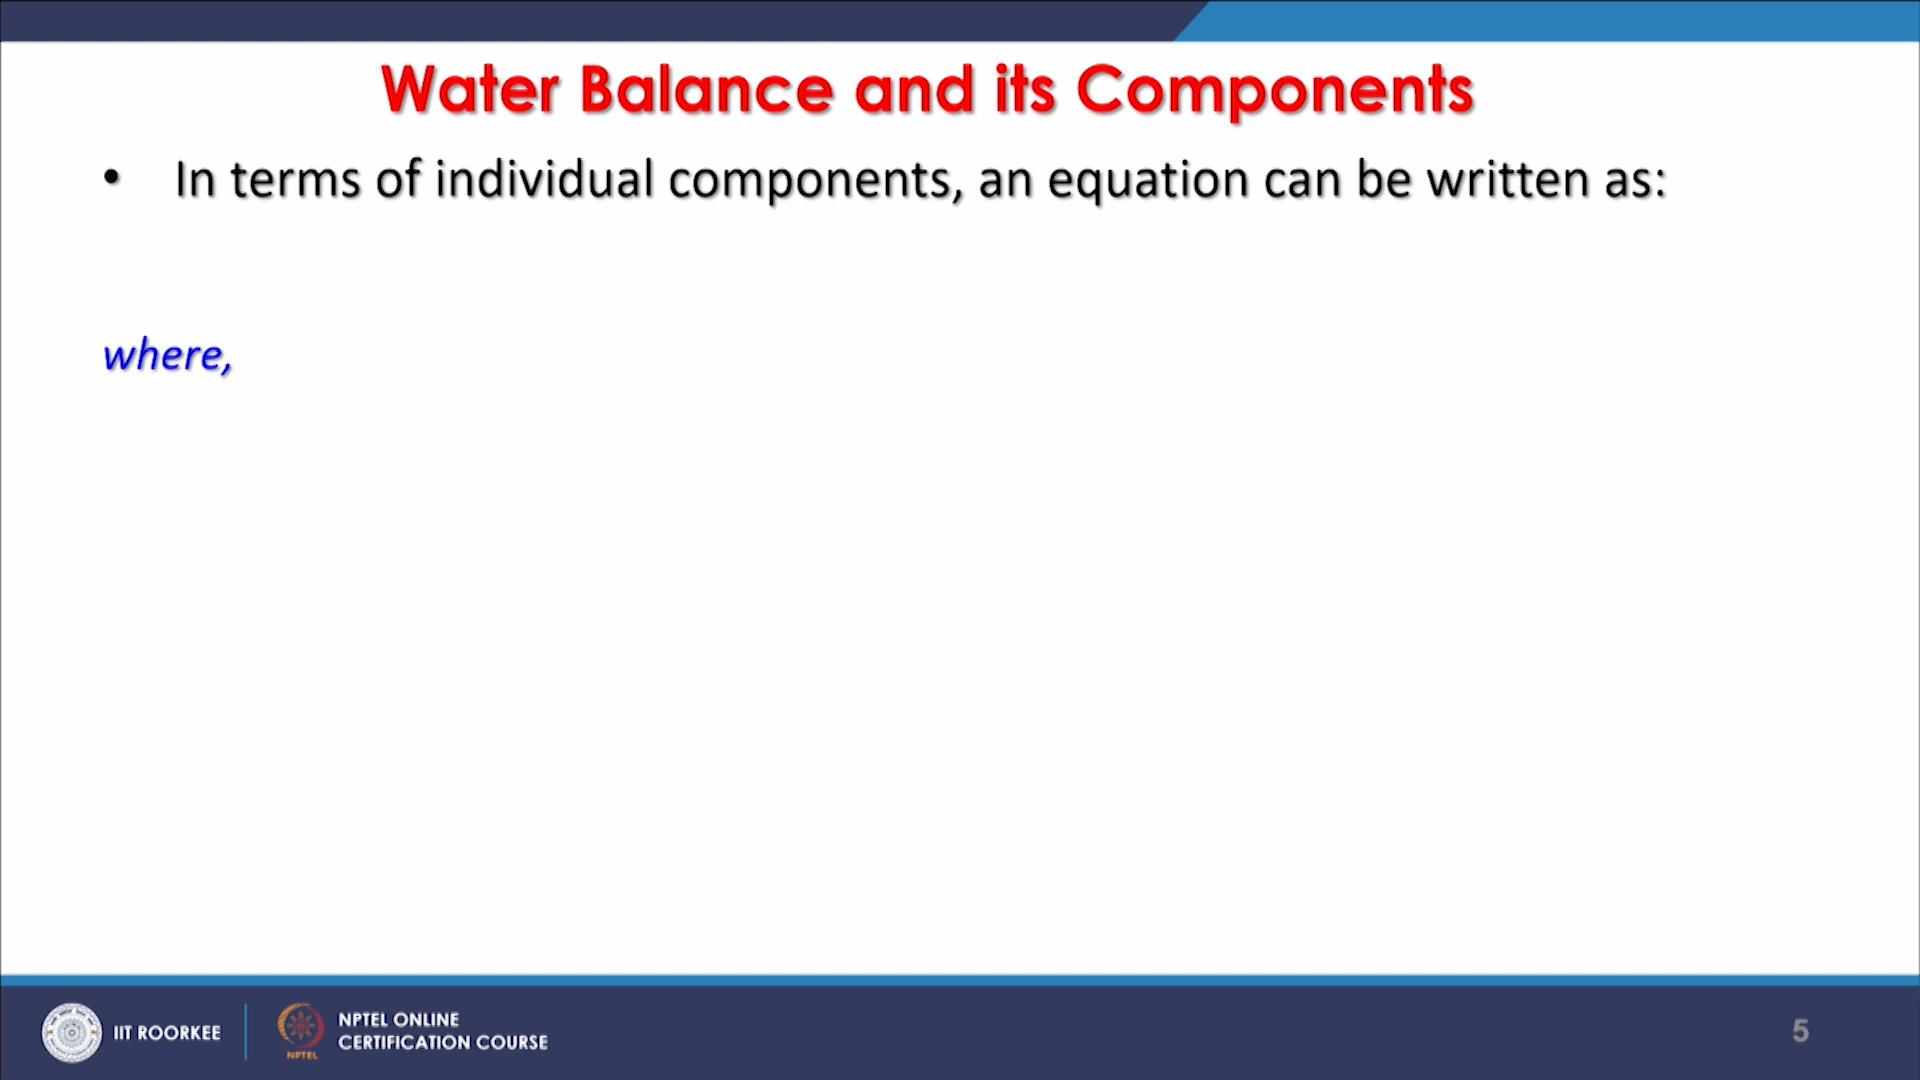 Water Balance and its Components
• In terms of individual components, an equation can be written as:
where,
IIT ROORKEE
NPTEL
NPTEL ONLINE
CERTIFICATION COURSE
5